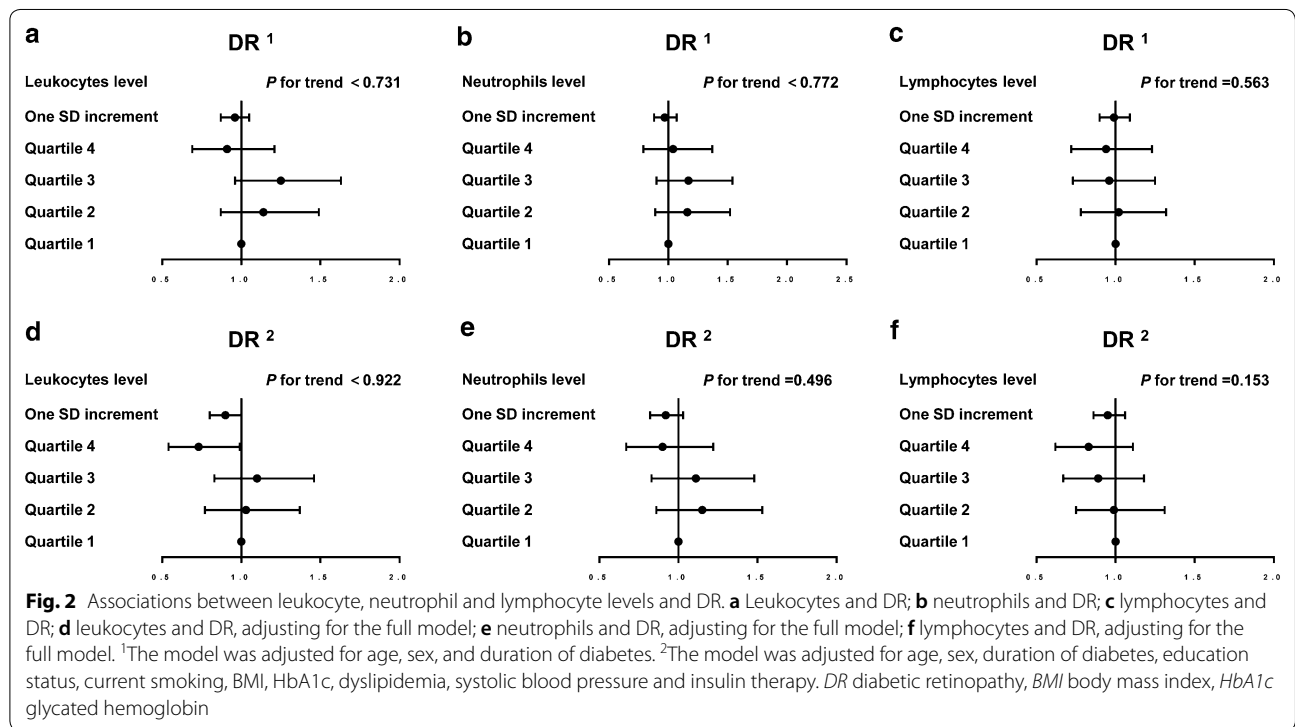 a
DR ¹
Leukocytes level P for trend <0.731
One SD increment
Quartile 4
Quartile 3
Quartile 2
Quartile 1
0.5 1.0 1.5 2.0
b
DR ¹
Neutrophils level P for trend <0.772
One SD increment
Quartile 4
Quartile 3
Quartile 2
Quartile 1
0.5 1.0 1.5 2.0 2.5
c
DR ¹
Lymphocytes level P for trend =0.563
One SD increment
Quartile 4
Quartile 3
Quartile 2
Quartile 1
0.5 1.0 1.5 2.0
d
DR ²
Leukocytes level P for trend <0.922
One SD increment
Quartile 4
Quartile 3
Quartile 2
Quartile 1
0.5 1.0 1.5 2.0
e
DR ²
Neutrophils level P for trend =0.496
One SD increment
Quartile 4
Quartile 3
Quartile 2
Quartile 1
0.5 1.0 1.5 2.0
f
DR ²
Lymphocytes level P for trend =0.153
One SD increment
Quartile 4
Quartile 3
Quartile 2
Quartile 1
0.5 1.0 1.5 2.0
Fig. 2 Associations between leukocyte, neutrophil and lymphocyte levels and DR. a Leukocytes and DR; b neutrophils and DR; c lymphocytes and
DR; d leukocytes and DR, adjusting for the full model; e neutrophils and DR, adjusting for the full model; f lymphocytes and DR, adjusting for the
full model. ¹The model was adjusted for age, sex, and duration of diabetes. ²The model was adjusted for age, sex, duration of diabetes, education
status, current smoking, BMI, HbA1c, dyslipidemia, systolic blood pressure and insulin therapy. DR diabetic retinopathy, BMI body mass index, HbA1c
glycated hemoglobin